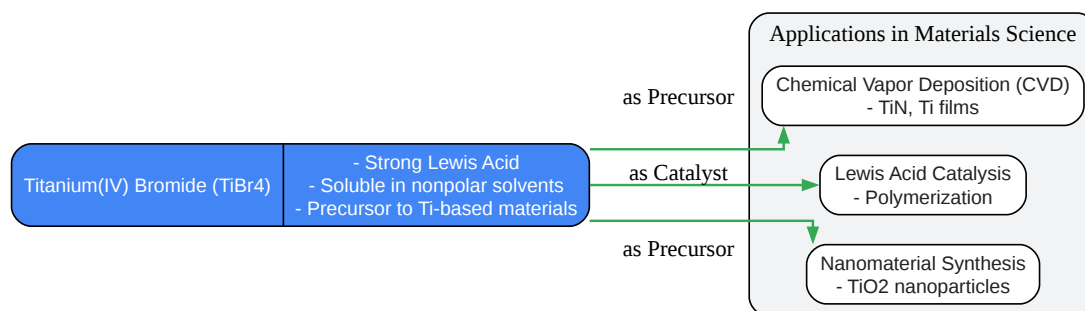 Applications in Materials Science
Chemical Vapor Deposition (CVD)
- TiN, Ti films
as Precursor
Titanium(IV) Bromide (TiBr4)
- Strong Lewis Acid
- Soluble in nonpolar solvents
- Precursor to Ti-based materials
as Catalyst
Lewis Acid Catalysis
- Polymerization
as Precursor
Nanomaterial Synthesis
- TiO2 nanoparticles